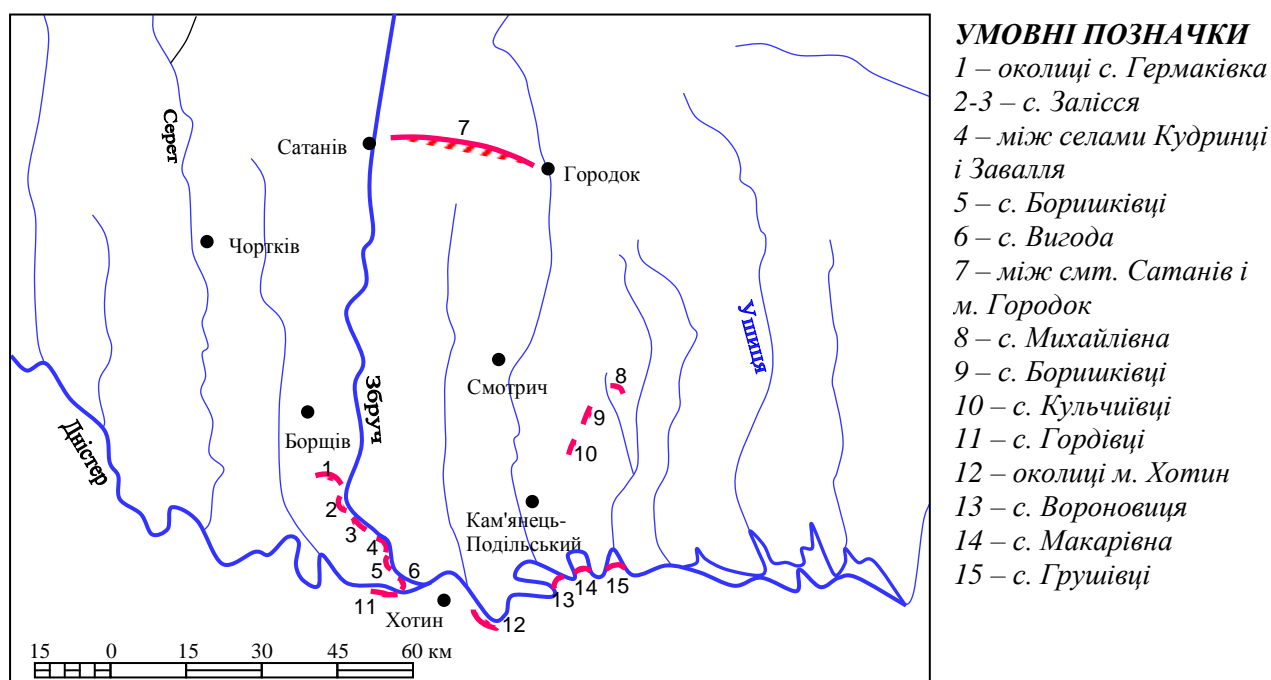 Серет
Сатанів
7
Городок
Чортків
Ушиця
Збруч
Смотрич
8
9
10
Борщів
Дністер
1
2
3
4
5
6
11
Кам'янець-
Подільський
Хотин
12
13
14
15
15 0 15 30 45 60 км
УМОВНІ ПОЗНАЧКИ
1 – околиці с. Гермаківка
2-3 – с. Залісся
4 – між селами Кудринці
і Завалля
5 – с. Боришківці
6 – с. Вигода
7 – між смт. Сатанів і
м. Городок
8 – с. Михайлівна
9 – с. Боришківці
10 – с. Кульчиївці
11 – с. Гордівці
12 – околиці м. Хотин
13 – с. Вороновиця
14 – с. Макарівна
15 – с. Грушівці